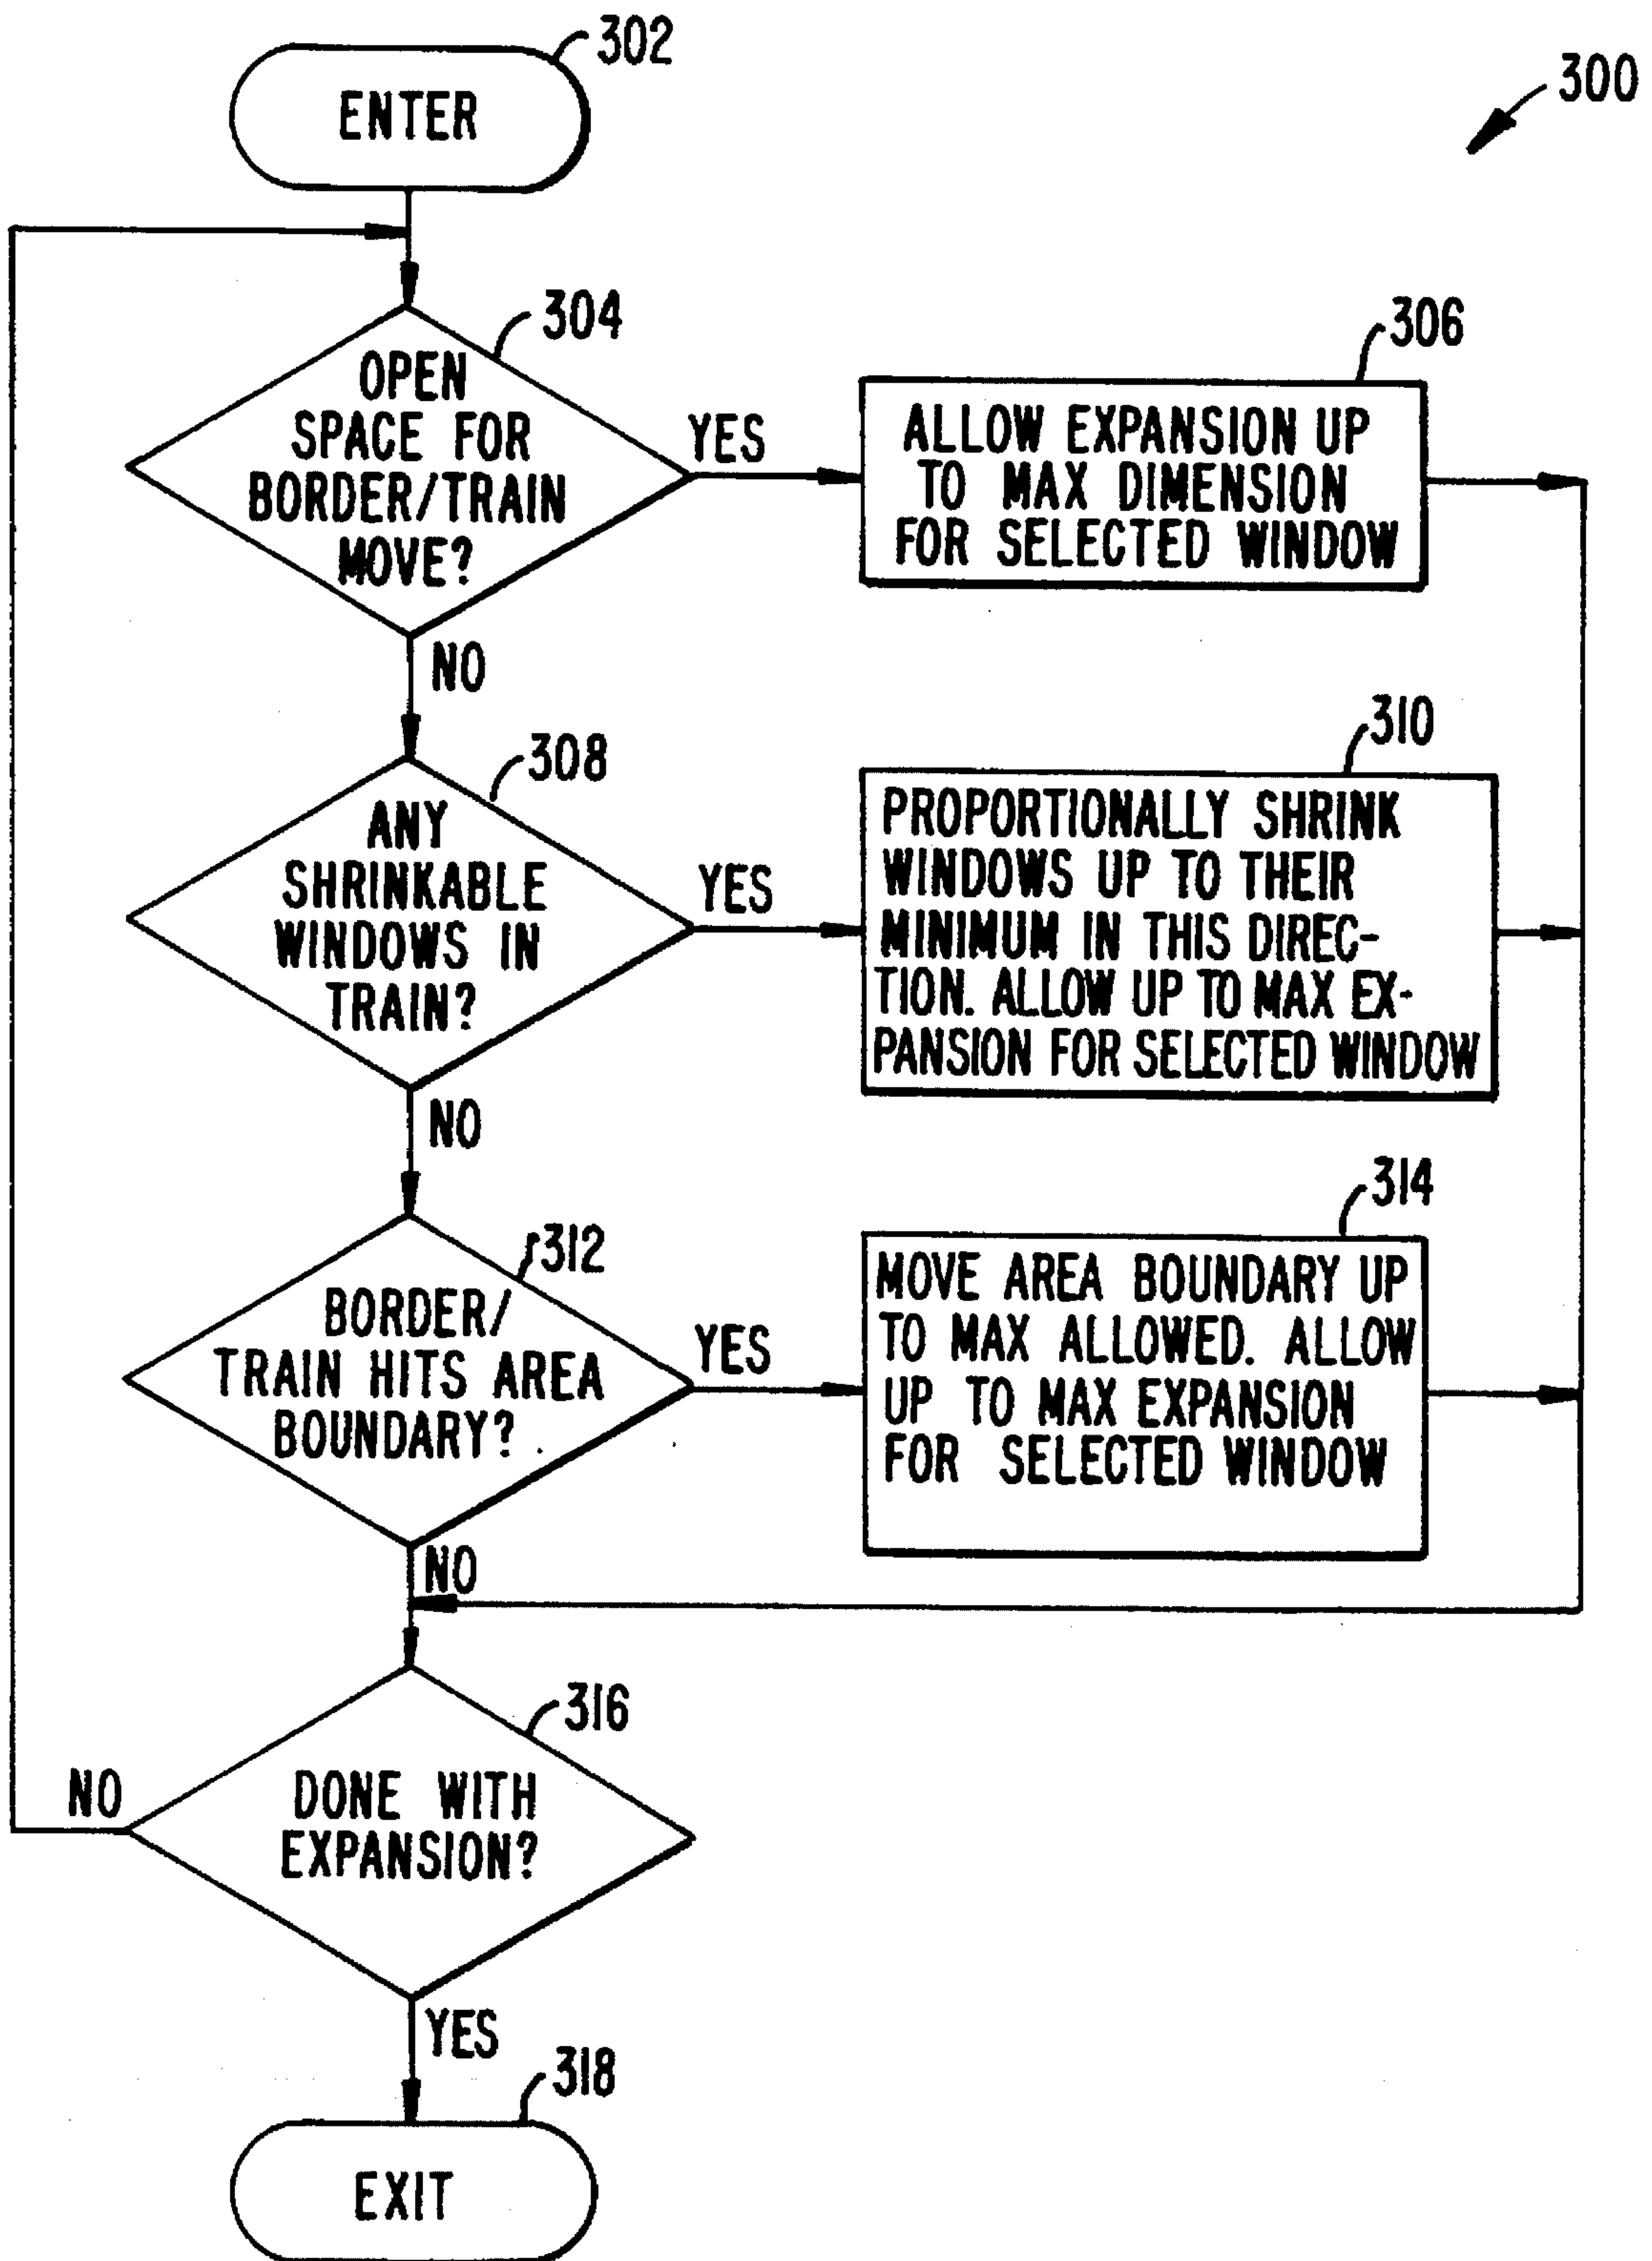 302
ENTER
300
304
OPEN
SPACE FOR
BORDER/TRAIN
MOVE?
YES
NO
306
ALLOW EXPANSION UP
TO MAX DIMENSION
FOR SELECTED WINDOW
308
ANY
SHRINKABLE
WINDOWS IN
TRAIN?
YES
NO
310
PROPORTIONALLY SHRINK
WINDOWS UP TO THEIR
MINIMUM IN THIS DIREC-
TION. ALLOW UP TO MAX EX-
PANSION FOR SELECTED WINDOW
312
BORDER/
TRAIN HITS AREA
BOUNDARY?
YES
NO
314
MOVE AREA BOUNDARY UP
TO MAX ALLOWED. ALLOW
UP TO MAX EXPANSION
FOR SELECTED WINDOW
316
DONE WITH
EXPANSION?
NO
YES
318
EXIT